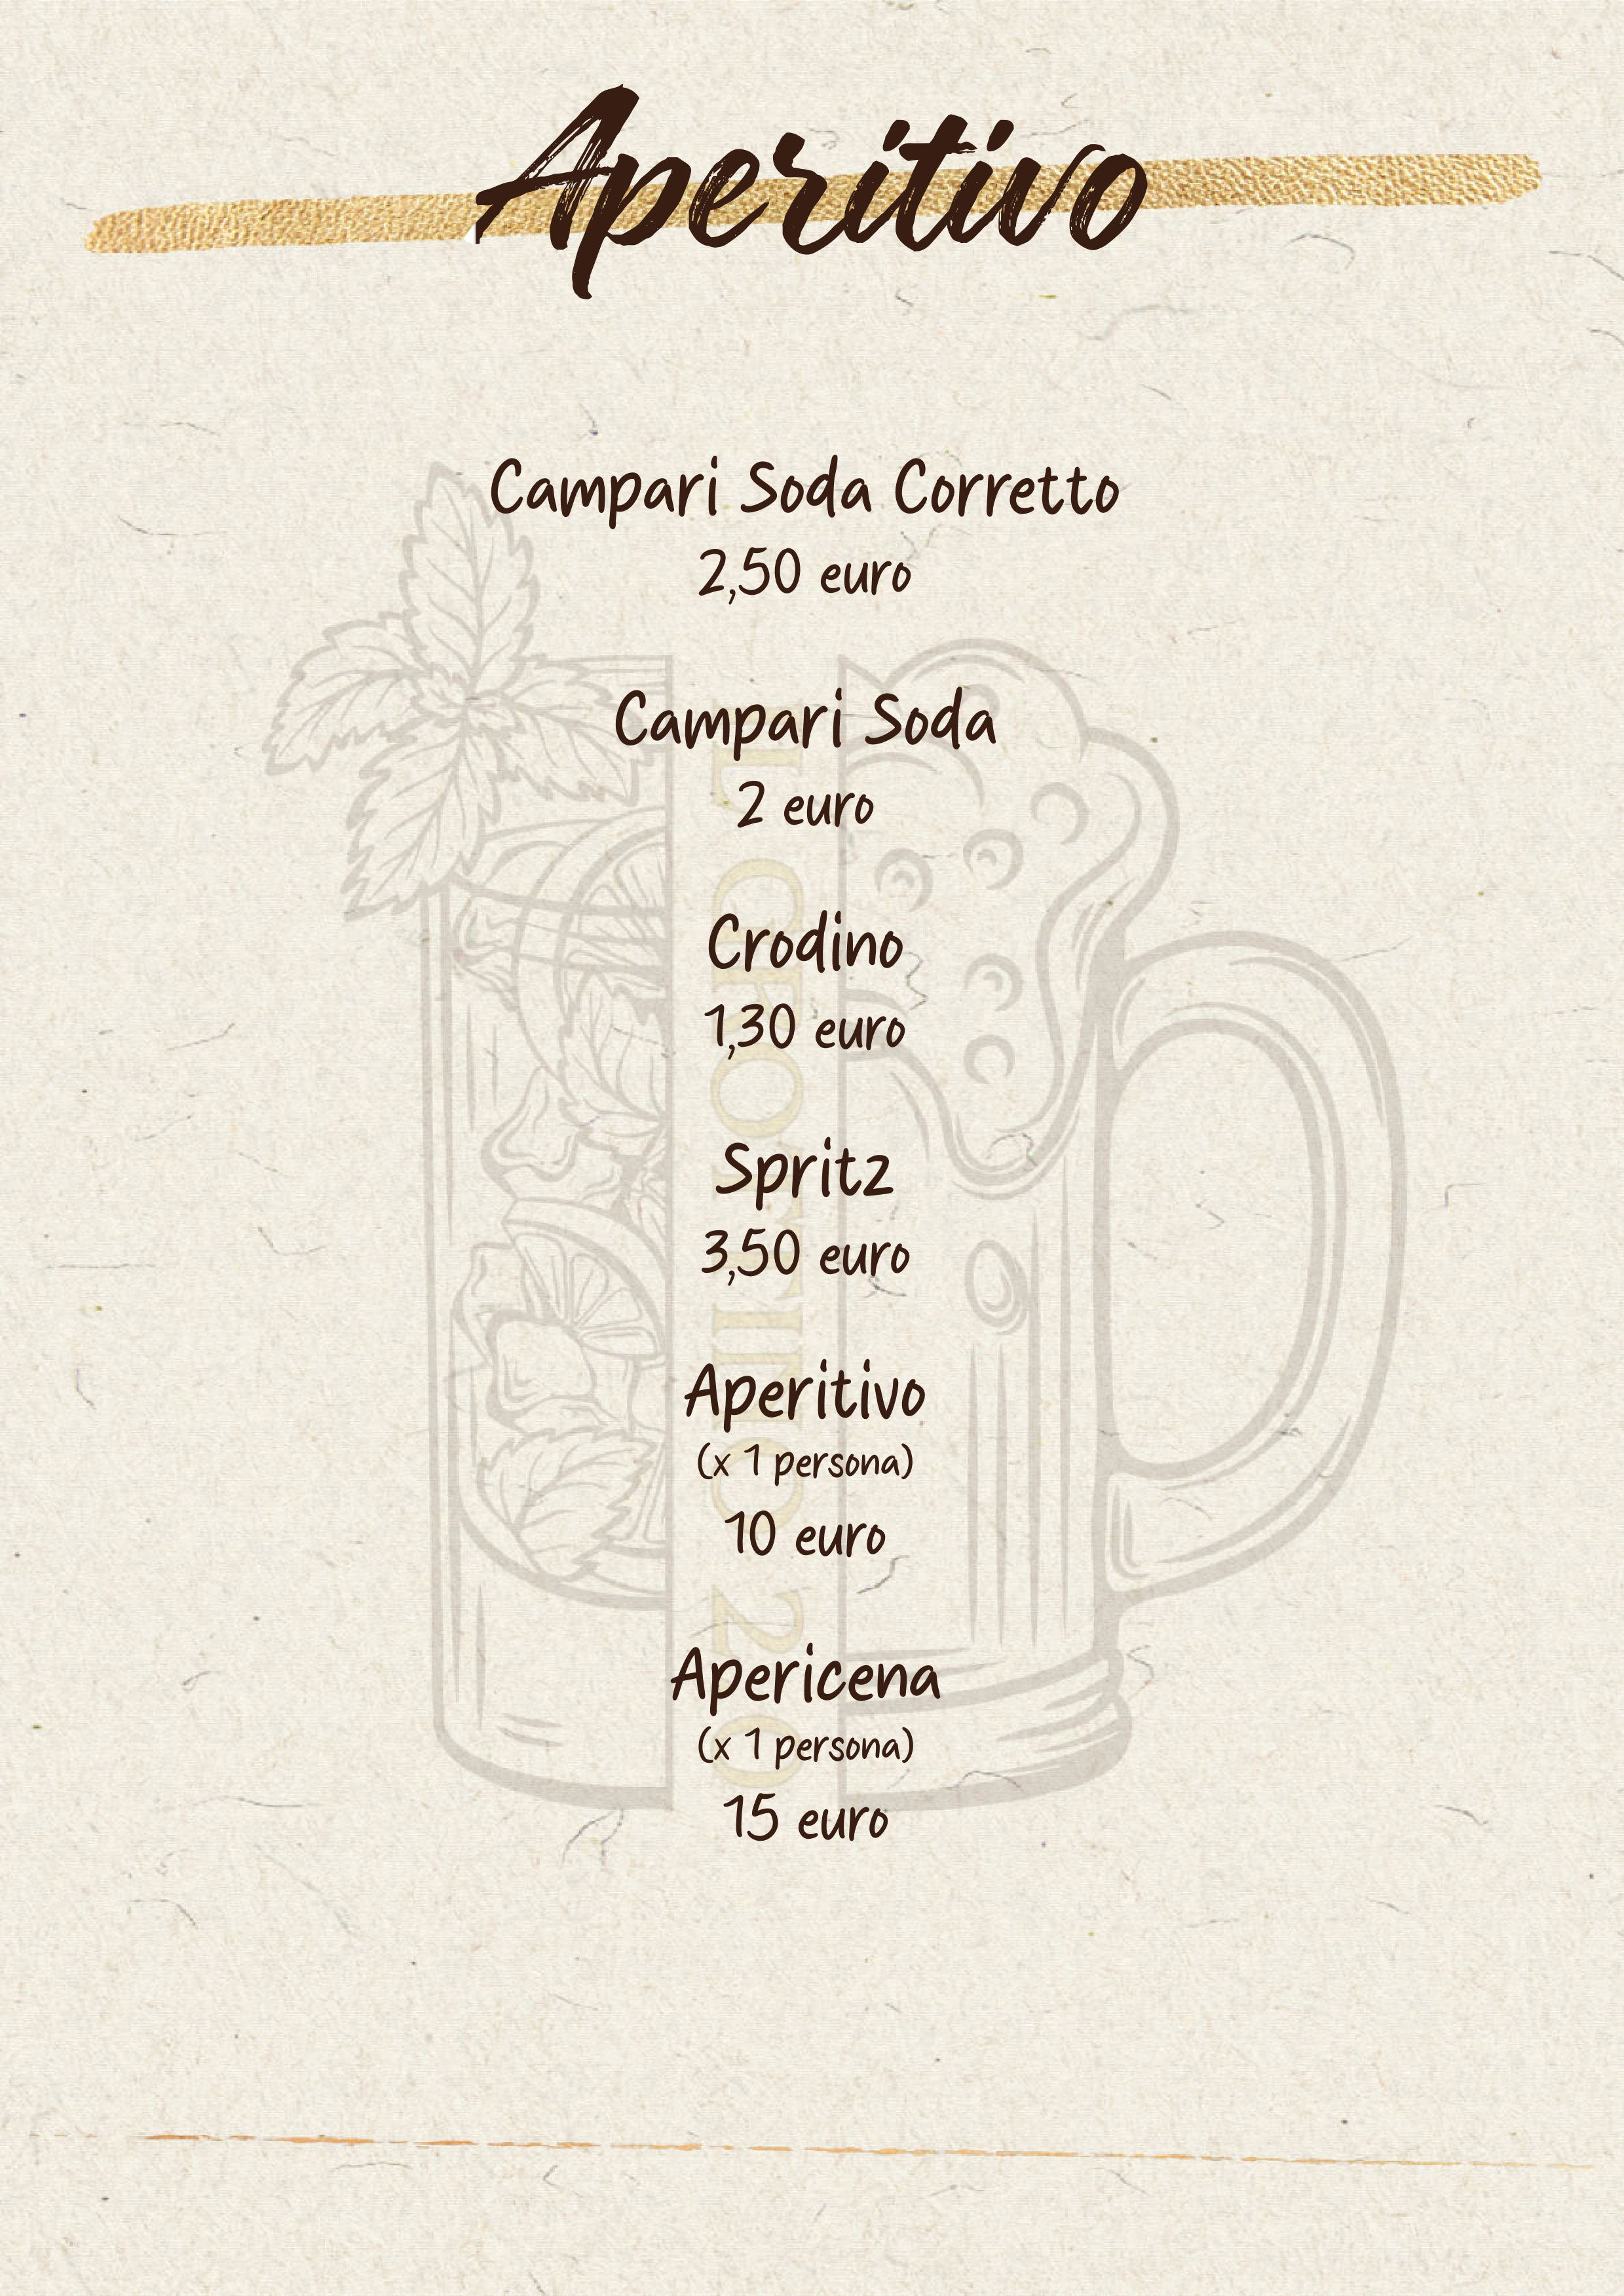 Aperitivo
Campari Soda Corretto
2,50 euro
Campari Soda
2 euro
Crodino
1,30 euro
Spritz
3,50 euro
Aperitivo
(x 1 persona)
10 euro
Apericena
(x 1 persona)
15 euro